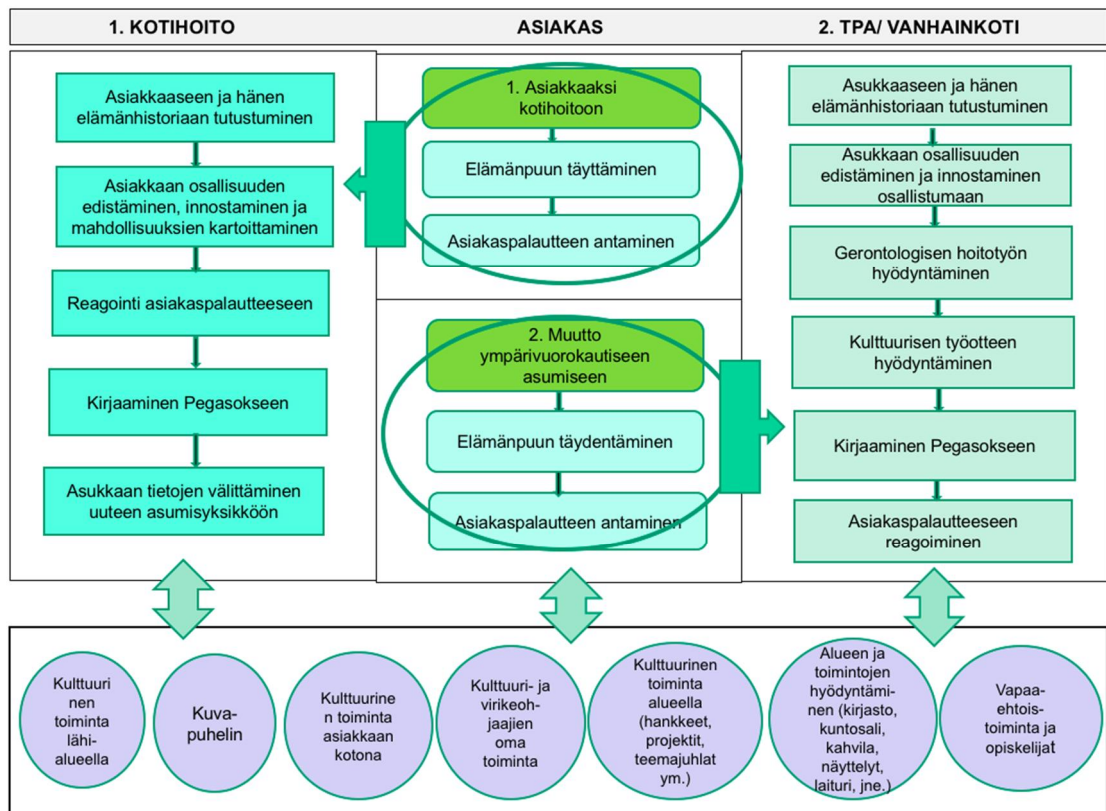 1. KOTIHOITO
ASIAKAS
2. TPA/ VANHAINKOTI
Asiakkaaseen ja hänen
elämänhistoriaan tutustuminen
Asiakkaan osallisuuden
edistäminen, innostaminen ja
mahdollisuuksien kartoittaminen
Reagointi asiakaspalautteeseen
Kirjaaminen Pegasokseen
Asukkaan tietojen välittäminen
uuteen asumisyksikköön
1. Asiakkaaksi
kotihoitoon
Elämänpuun täyttäminen
Asiakaspalautteen antaminen
2. Muutto
ympärivuorokautiseen
asumiseen
Elämänpuun täydentäminen
Asiakaspalautteen antaminen
Asukkaaseen ja hänen
elämänhistoriaan tutustuminen
Asukkaan osallisuuden
edistäminen ja innostaminen
osallistumaan
Gerontologisen hoitotyön
hyödyntäminen
Kulttuurisen työotteen
hyödyntäminen
Kirjaaminen Pegasokseen
Asiakaspalautteeseen
reagoiminen
Kulttuuri
nen
toiminta
lähi-
alueella
Kuva-
puhelin
Kulttuurine
n toiminta
asiakkaan
kotona
Kulttuuri- ja
virikeoh-
jaajien
oma
toiminta
Kulttuurinen
toiminta
alueella
(hankkeet,
projektit,
teemajuhlat
ym.)
Alueen ja
toimintojen
hyödyntämi-
nen (kirjasto,
kuntosali,
kahvila,
näyttelyt,
laituri, jne.)
Vapaa-
ehtois-
toiminta ja
opiskelijat